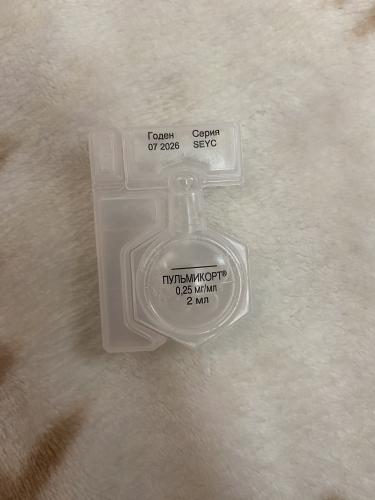 Годен Серия
07 2026 SEYC
ПУЛЬМИКОРТ®
0,25 мг/мл
2 мл